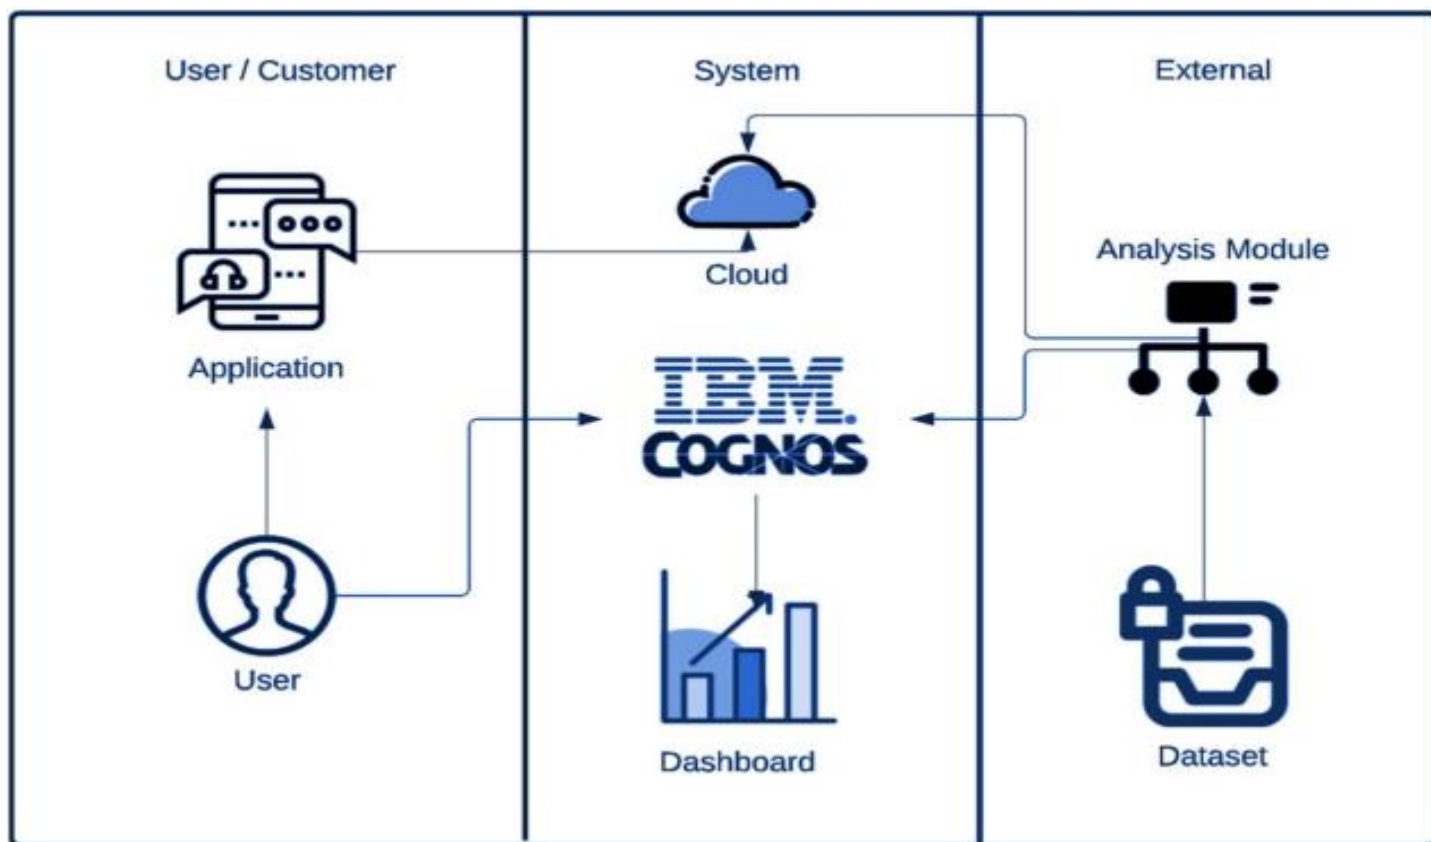 User / Customer
System
External
Cloud
Analysis Module
Application
IBM.
COGNOS
User
Dashboard
Dataset